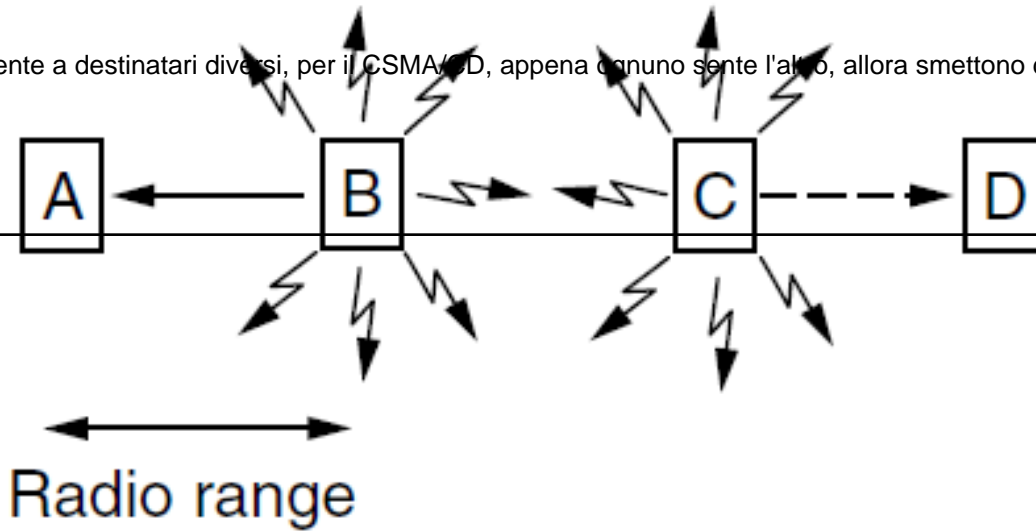 ente a destinatari diversi, per il CSMA/CD, appena ognuno sente l'altro, allora smettono
A B C D
Radio range